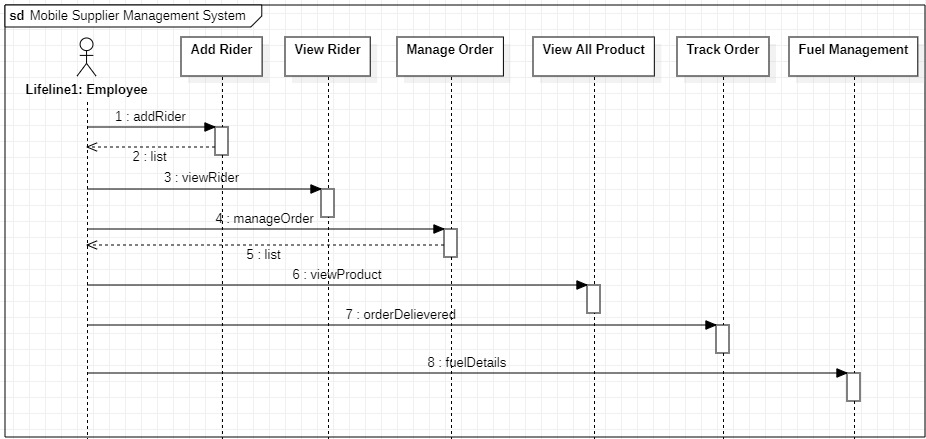 sd Mobile Supplier Management System
Add Rider
View Rider
Manage Order
View All Product
Track Order
Fuel Management
Lifeline1: Employee
1 : addRider
2 : list
3 : viewRider
4 : manageOrder
5 : list
6 : viewProduct
7 : orderDelievered
8 : fuelDetails